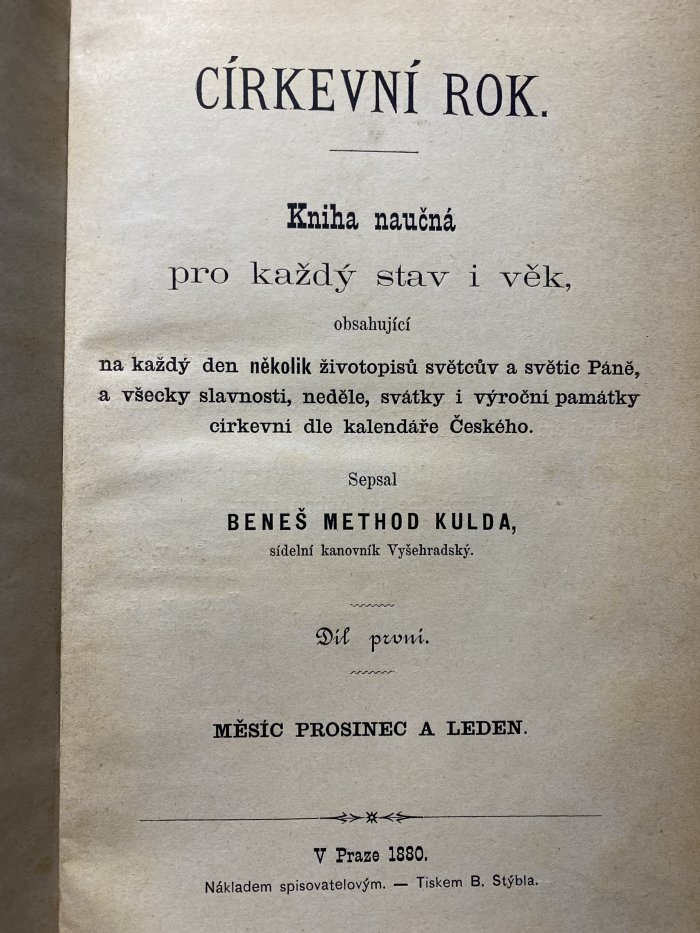 CÍRKEVNÍ ROK.
Kniha naučná
pro každý stav i věk,
obsahující
na každý den několik životopisů světcův a světic Páně,
a všecky slavnosti, neděle, svátky i výroční památky
církevní dle kalendáře Českého.
Sepsal
BENEŠ METHOD KULDA,
sídelní kanovník Vyšehradský.
Díl první.
MĚSÍC PROSINEC A LEDEN.
V Praze 1880.
Nákladem spisovatelovým. — Tiskem B. Stýbla.